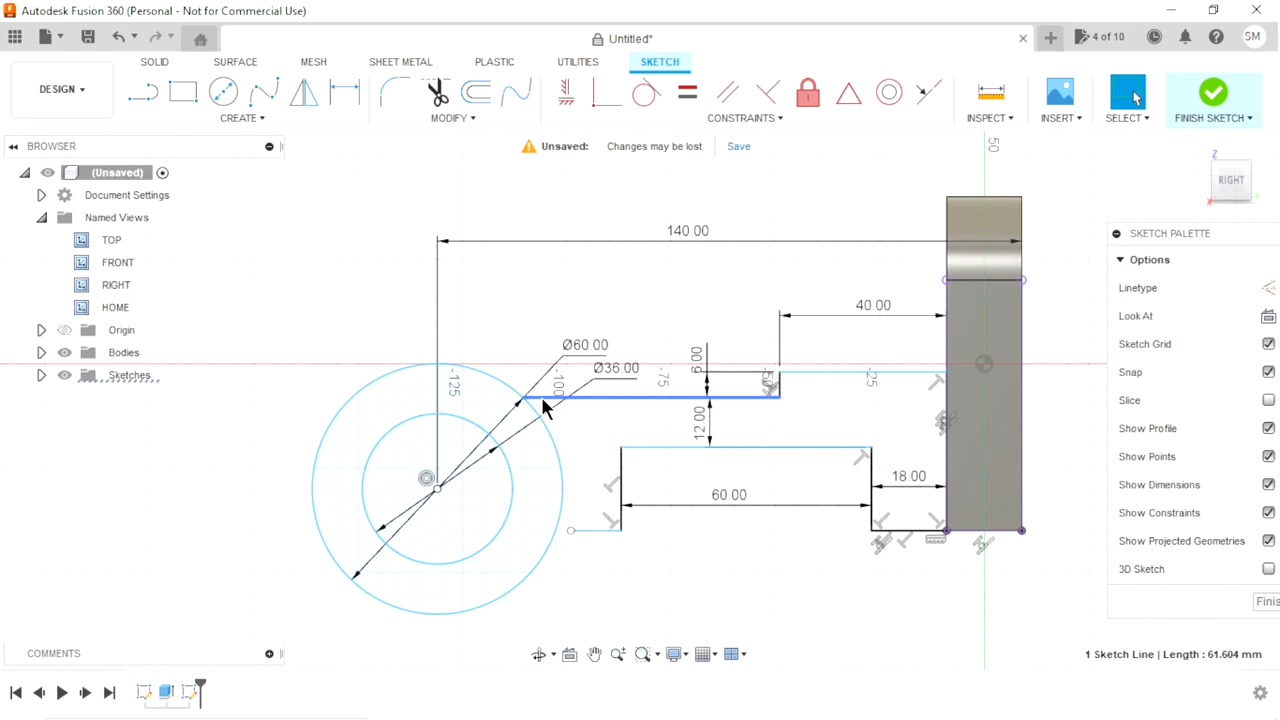 Autodesk Fusion 360 (Personal - Not for Commercial Use)
Untitled*
4 of 10
SM
DESIGN
SOLID SURFACE MESH SHEET METAL PLASTIC UTILITIES SKETCH
CREATE MODIFY CONSTRAINTS INSPECT INSERT SELECT FINISH SKETCH
BROWSER
Unsaved: Changes may be lost Save
(Unsaved)
Document Settings
Named Views
TOP
FRONT
RIGHT
HOME
Origin
Bodies
Sketches
50
Z
RIGHT
140.00
40.00
Ø60.00
Ø36.00
6.00
-125
-100
-75
-50
-25
12.00
18.00
60.00
SKETCH PALETTE
Options
Linetype
Look At
Sketch Grid
Snap
Slice
Show Profile
Show Points
Show Dimensions
Show Constraints
Show Projected Geometries
3D Sketch
Finis
COMMENTS
1 Sketch Line | Length : 61.604 mm